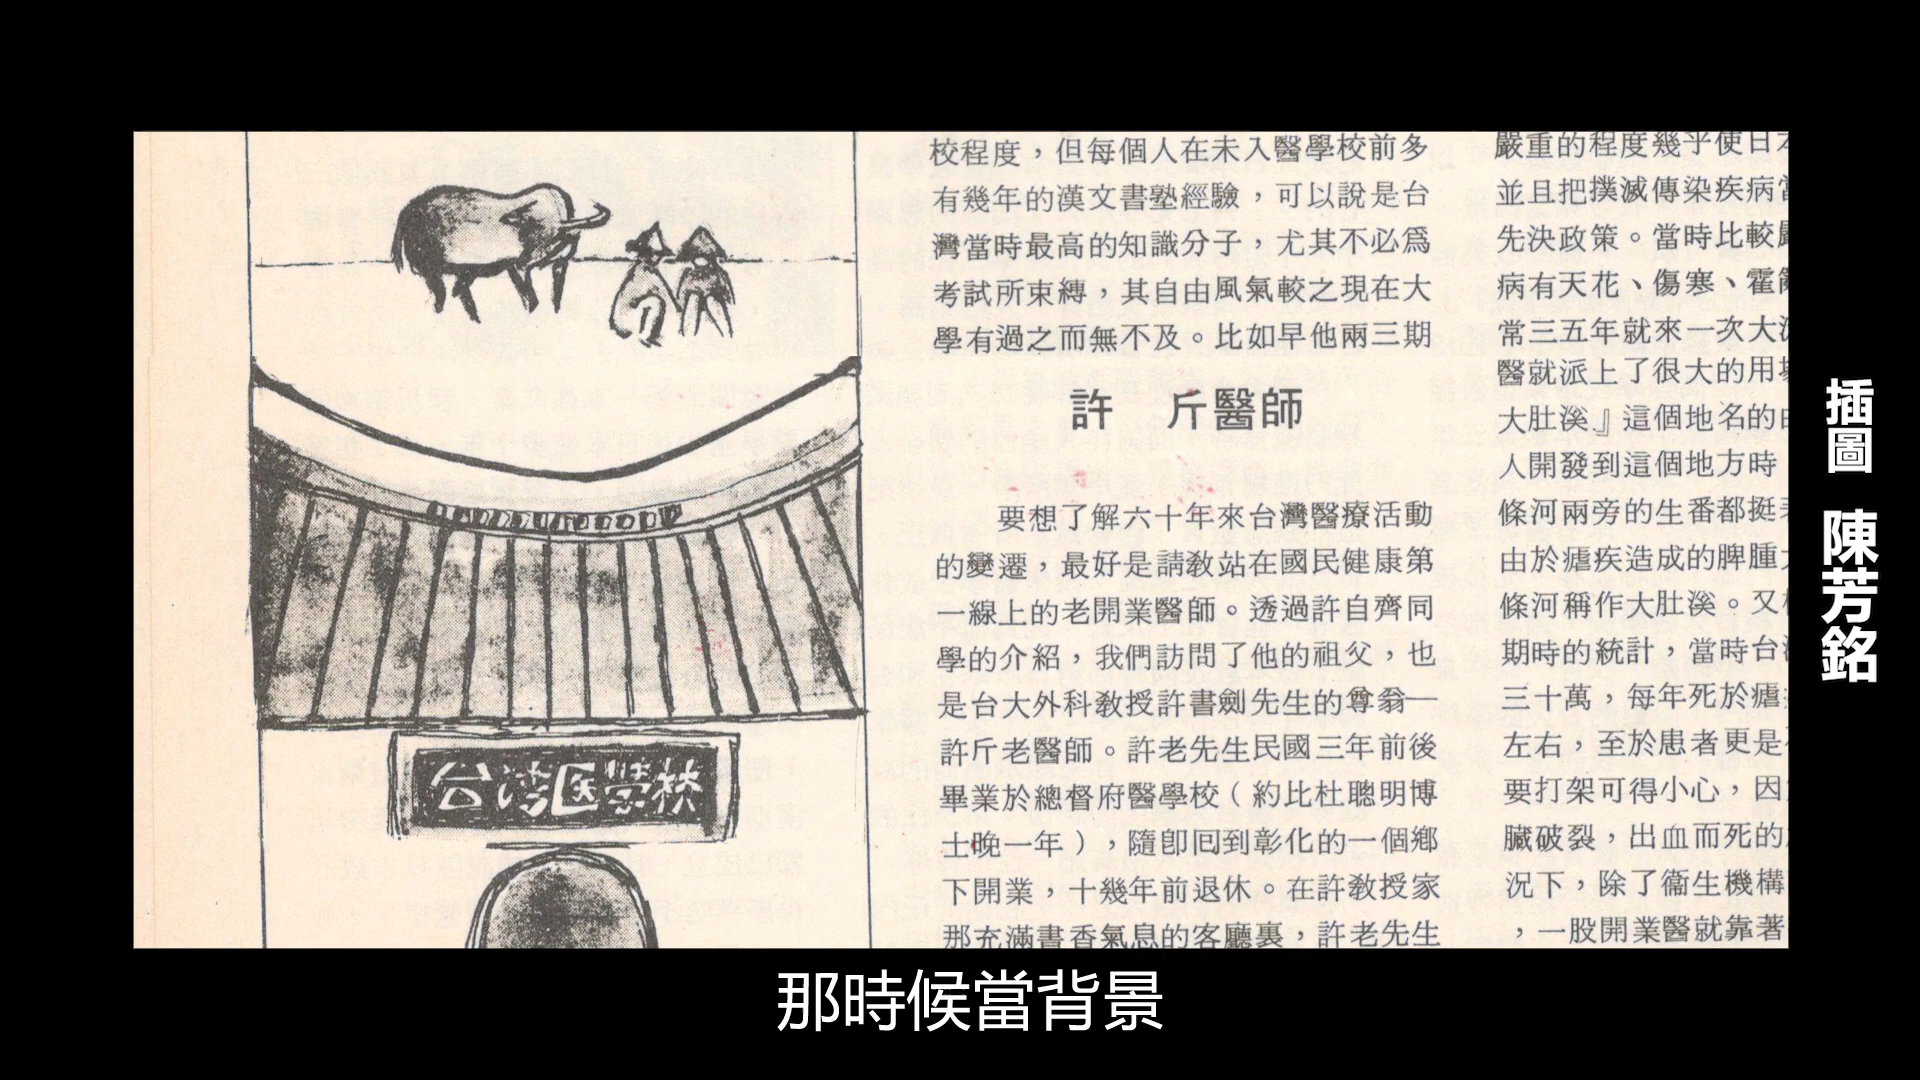 台灣医學林
校程度，但每個人在未入醫學校前多
有幾年的漢文書塾經驗，可以說是台
灣當時最高的知識分子，尤其不必爲
考試所束縛，其自由風氣較之現在大
學有過之而無不及。比如早他兩三期
許　斤醫師
要想了解六十年來台灣醫療活動
的變遷，最好是請教站在國民健康第
一線上的老開業醫師。透過許自齊同
學的介紹，我們訪問了他的祖父，也
是台大外科教授許書劍先生的尊翁—
許斤老醫師。許老先生民國三年前後
畢業於總督府醫學校（約比杜聰明博
士晚一年），隨卽囘到彰化的一個鄉
下開業，十幾年前退休。在許教授家
那充滿書香氣息的客廳裏，許老先生
嚴重的程度幾乎使日本
並且把撲滅傳染疾病當
先決政策。當時比較嚴
病有天花、傷寒、霍
常三五年就來一次大流
醫就派上了很大的用場
大肚溪』這個地名的由
人開發到這個地方時
條河兩旁的生番都挺
由於瘧疾造成的脾腫大
條河稱作大肚溪。又
期時的統計，當時台灣
三十萬，每年死於瘧
左右，至於患者更是
要打架可得小心，因
臟破裂，出血而死的
況下，除了衞生機構
，一股開業醫就靠著
插圖　陳芳銘
那時候當背景